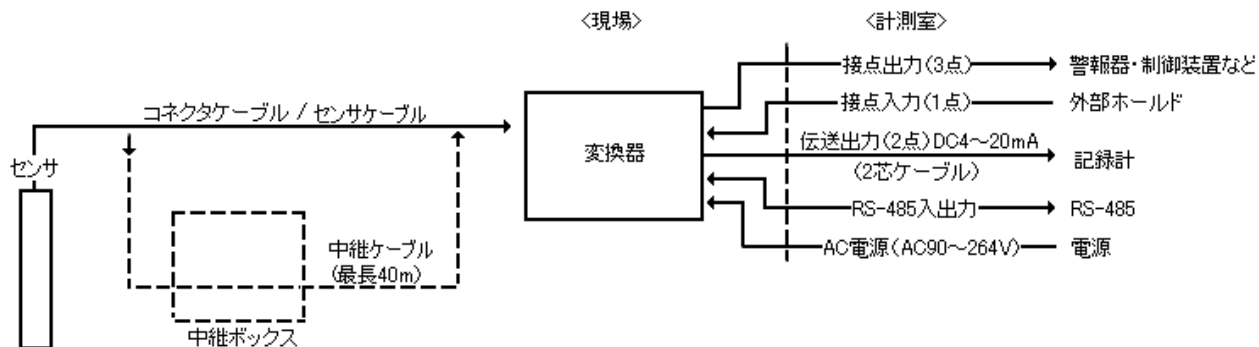 〈現場〉
〈計測室〉
接点出力(3点)
警報器・制御装置など
コネクタケーブル / センサケーブル
接点入力(1点)
外部ホールド
変換器
伝送出力(2点)DC4～20mA
(2芯ケーブル)
記録計
センサ
RS-485入出力
RS-485
中継ケーブル
(最長40m)
AC電源(AC90～264V)
電源
中継ボックス